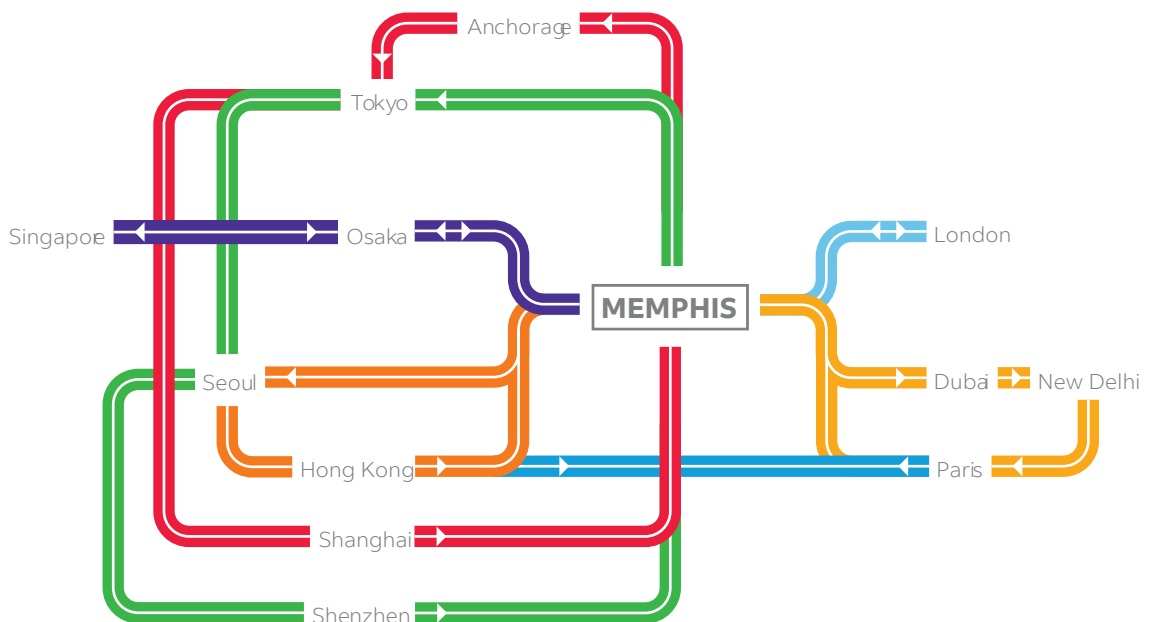 Anchorage
Tokyo
Singapore
Osaka
London
MEMPHIS
Seoul
Dubai
New Delhi
Hong Kong
Paris
Shanghai
Shenzhen